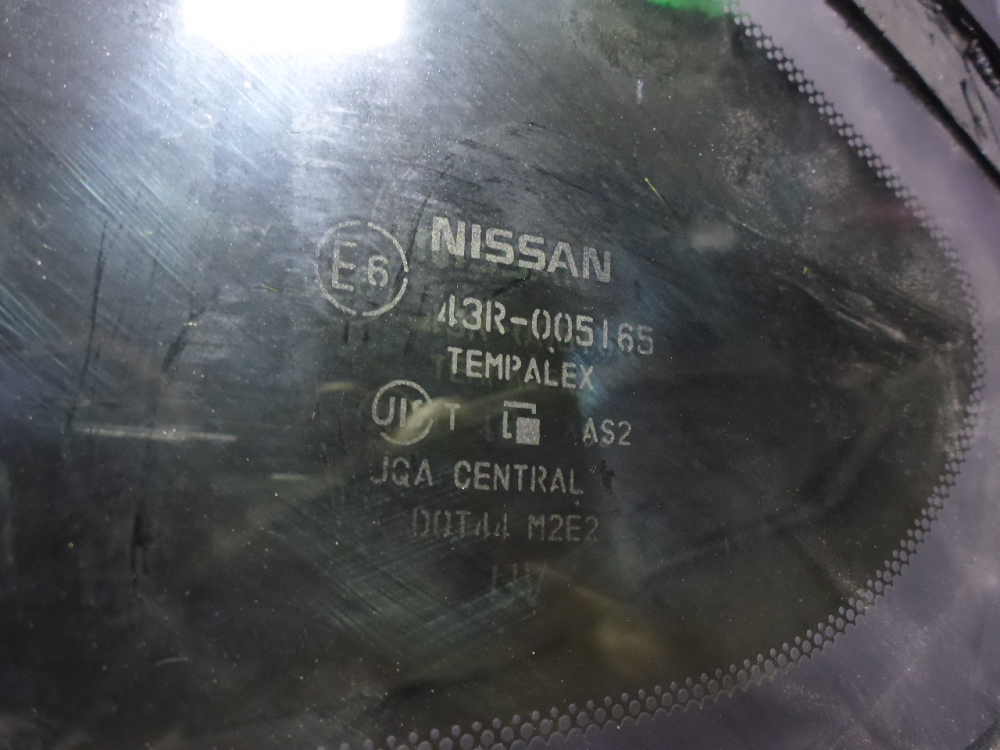 NISSAN
E6
43R-005165
TEMPALEX
T AS2
JQA CENTRAL
DOT44 M2E2